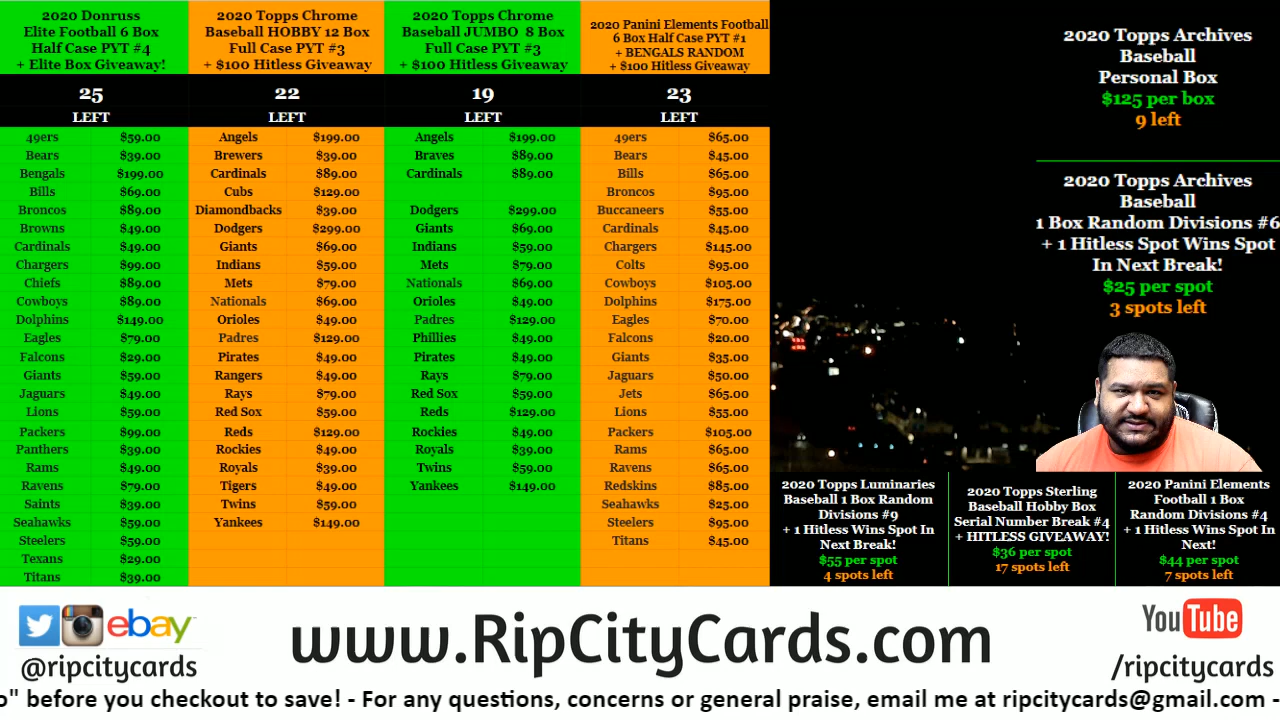 2020 Donruss
Elite Football 6 Box
Half Case PYT #4
+ Elite Box Giveaway!
25
LEFT
49ers $59.00
Bears $39.00
Bengals $199.00
Bills $69.00
Broncos $89.00
Browns $49.00
Cardinals $49.00
Chargers $99.00
Chiefs $89.00
Cowboys $89.00
Dolphins $149.00
Eagles $79.00
Falcons $29.00
Giants $59.00
Jaguars $49.00
Lions $59.00
Packers $99.00
Panthers $39.00
Rams $49.00
Ravens $79.00
Saints $39.00
Seahawks $59.00
Steelers $59.00
Texans $29.00
Titans $39.00
2020 Topps Chrome
Baseball HOBBY 12 Box
Full Case PYT #3
+ $100 Hitless Giveaway
22
LEFT
Angels $199.00
Brewers $39.00
Cardinals $89.00
Cubs $129.00
Diamondbacks $39.00
Dodgers $299.00
Giants $69.00
Indians $59.00
Mets $79.00
Nationals $69.00
Orioles $49.00
Padres $129.00
Pirates $49.00
Rangers $49.00
Rays $79.00
Red Sox $59.00
Reds $129.00
Rockies $49.00
Royals $39.00
Tigers $49.00
Twins $59.00
Yankees $149.00
2020 Topps Chrome
Baseball JUMBO 8 Box
Full Case PYT #3
+ $100 Hitless Giveaway
19
LEFT
Angels $199.00
Braves $89.00
Cardinals $89.00
Dodgers $299.00
Giants $69.00
Indians $59.00
Mets $79.00
Nationals $69.00
Orioles $49.00
Padres $129.00
Phillies $49.00
Pirates $49.00
Rays $79.00
Red Sox $59.00
Reds $129.00
Rockies $49.00
Royals $39.00
Twins $59.00
Yankees $149.00
2020 Panini Elements Football
6 Box Half Case PYT #1
+ BENGALS RANDOM
+ $100 Hitless Giveaway
23
LEFT
49ers $65.00
Bears $45.00
Bills $65.00
Broncos $95.00
Buccaneers $55.00
Cardinals $45.00
Chargers $145.00
Colts $95.00
Cowboys $105.00
Dolphins $175.00
Eagles $70.00
Falcons $20.00
Giants $35.00
Jaguars $50.00
Jets $65.00
Lions $55.00
Packers $105.00
Rams $65.00
Ravens $65.00
Redskins $85.00
Seahawks $25.00
Steelers $95.00
Titans $45.00
2020 Topps Archives
Baseball
Personal Box
$125 per box
9 left
2020 Topps Archives
Baseball
1 Box Random Divisions #6
+ 1 Hitless Spot Wins Spot
In Next Break!
$25 per spot
3 spots left
2020 Topps Luminaries
Baseball 1 Box Random
Divisions #9
+ 1 Hitless Wins Spot In
Next Break!
$55 per spot
4 spots left
2020 Topps Sterling
Baseball Hobby Box
Serial Number Break #4
+ HITLESS GIVEAWAY!
$36 per spot
17 spots left
2020 Panini Elements
Football 1 Box
Random Divisions #4
+ 1 Hitless Wins Spot In
Next!
$44 per spot
7 spots left
ebay
@ripcitycards
www.RipCityCards.com
YouTube
/ripcitycards
o" before you checkout to save! - For any questions, concerns or general praise, email me at ripcitycards@gmail.com -